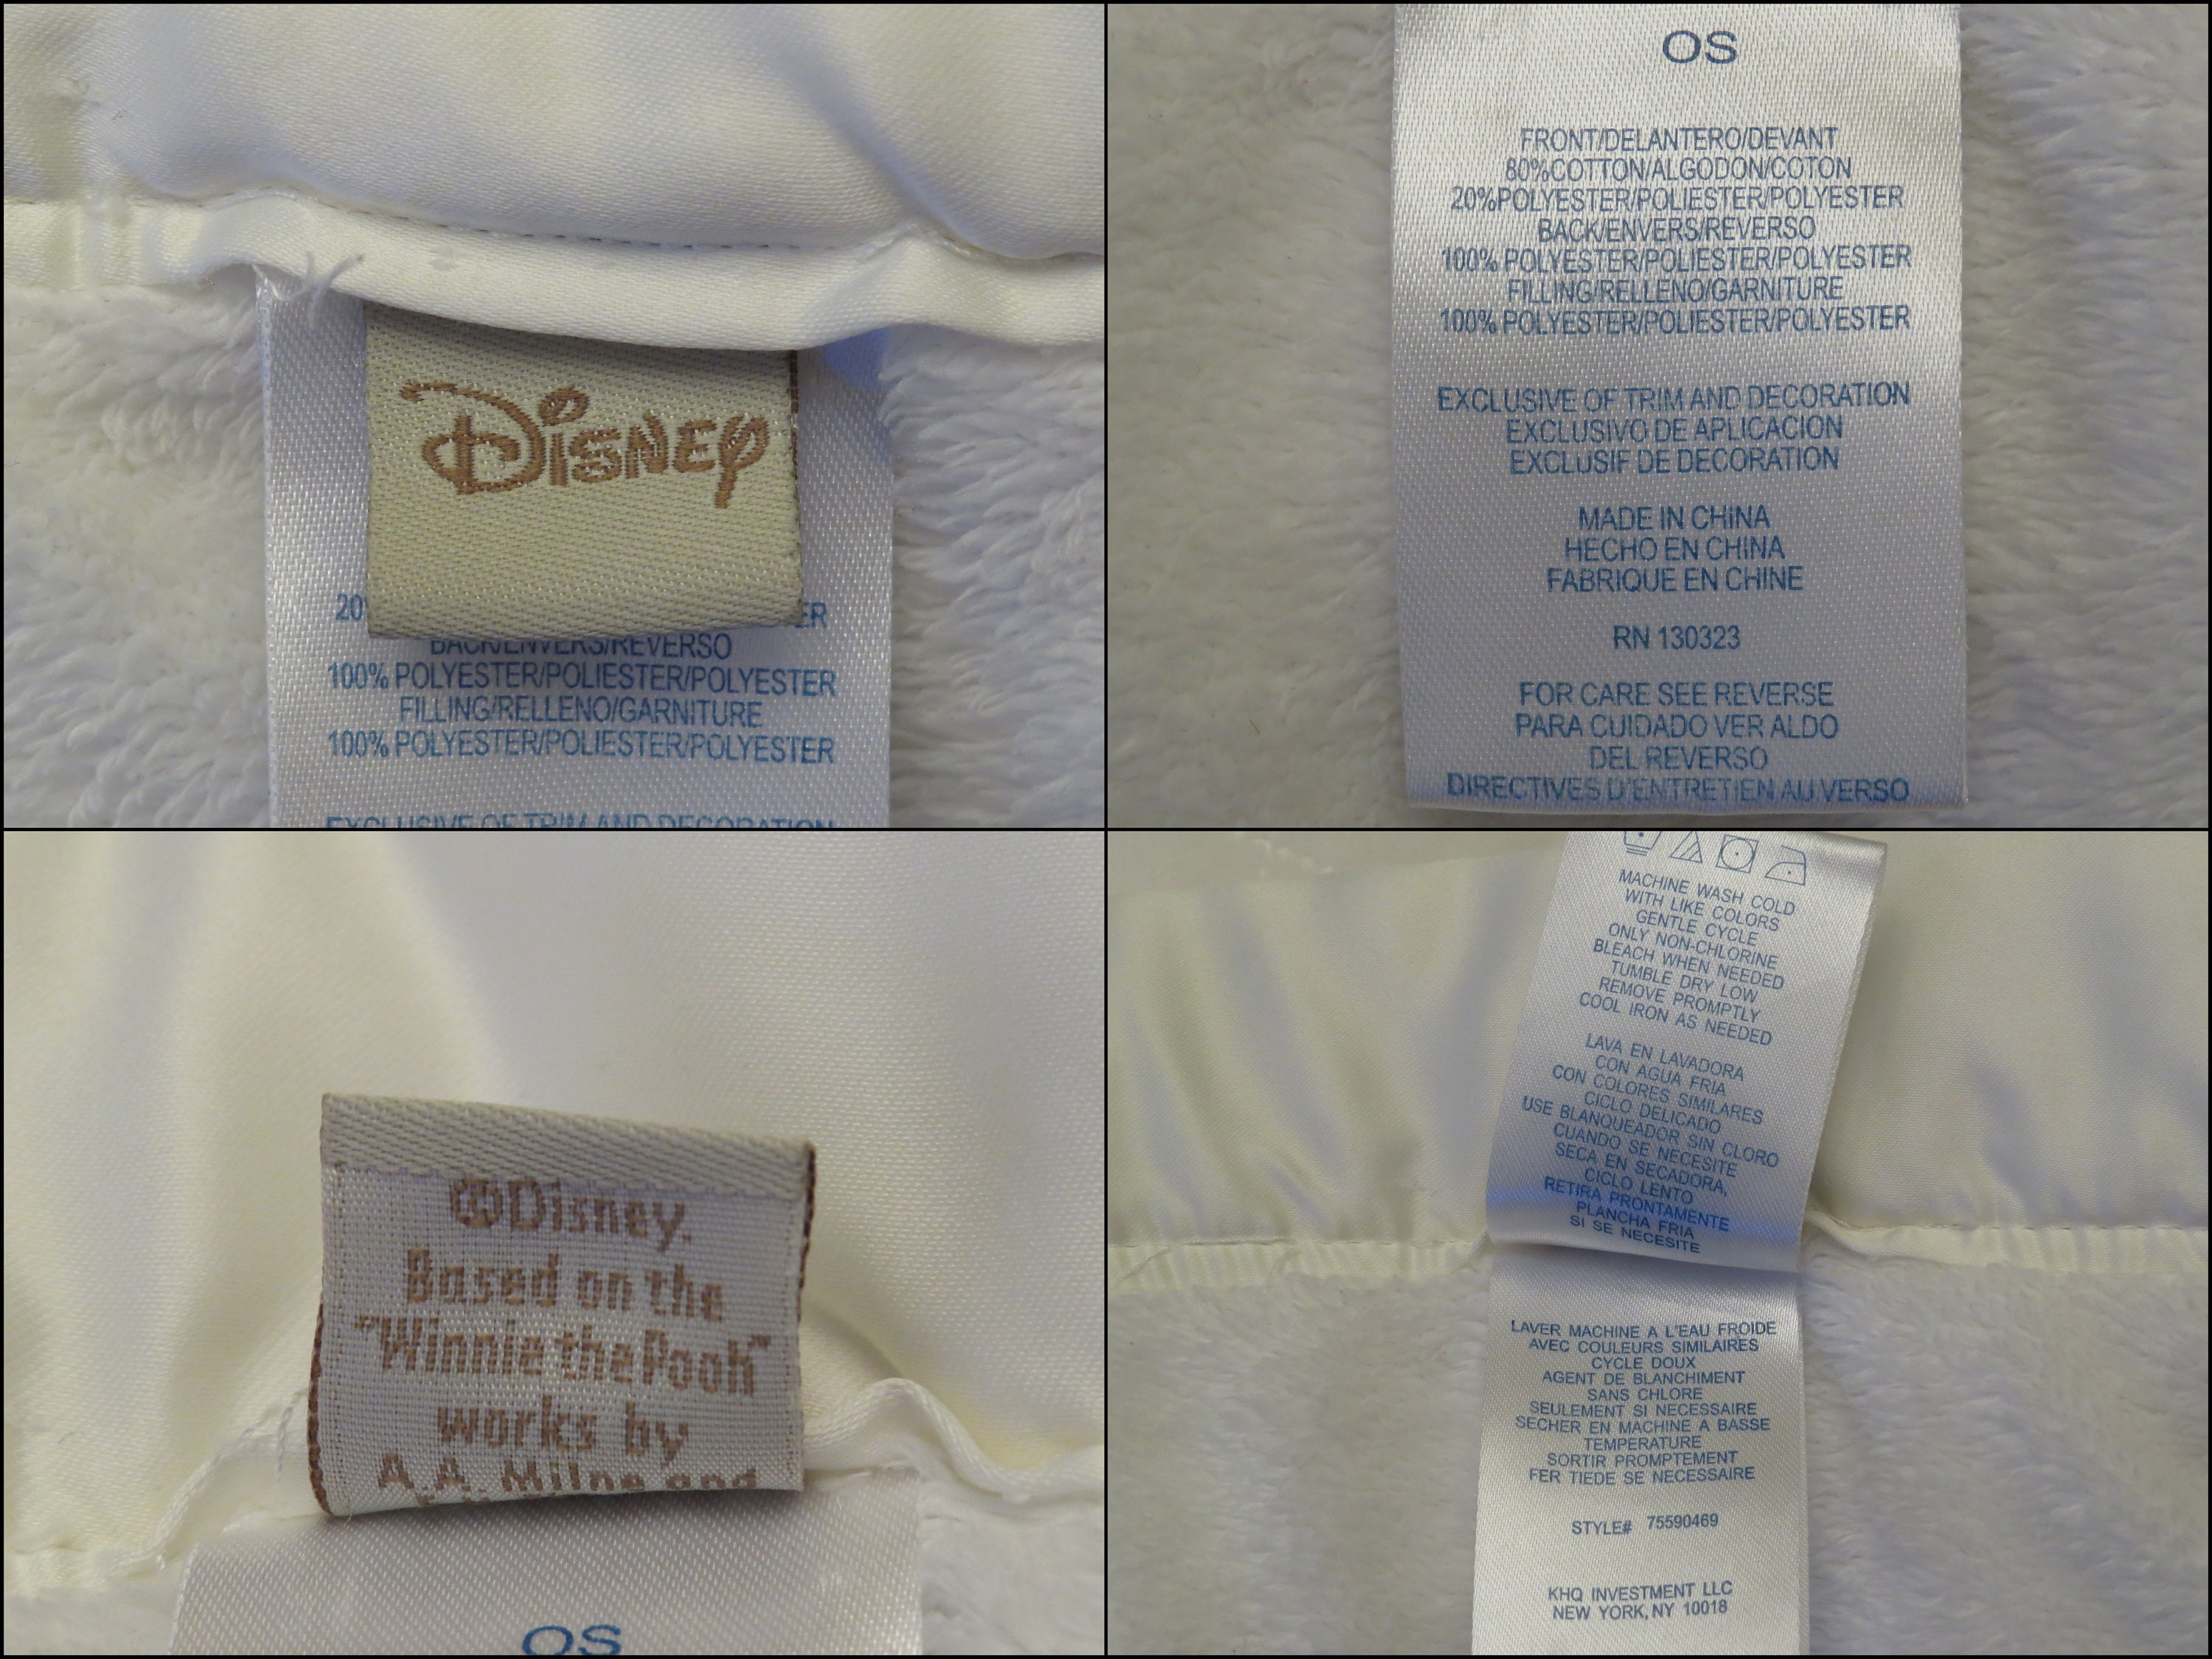 Disney
20
ER
BACK/ENVERS/REVERSO
100% POLYESTER/POLIESTER/POLYESTER
FILLING/RELLENO/GARNITURE
100% POLYESTER/POLIESTER/POLYESTER
EXCLUSIVE OF TRIM AND DECORATION
OS
FRONT/DELANTERO/DEVANT
80%COTTON/ALGODON/COTON
20%POLYESTER/POLIESTER/POLYESTER
BACK/ENVERS/REVERSO
100% POLYESTER/POLIESTER/POLYESTER
FILLING/RELLENO/GARNITURE
100% POLYESTER/POLIESTER/POLYESTER
EXCLUSIVE OF TRIM AND DECORATION
EXCLUSIVO DE APLICACION
EXCLUSIF DE DECORATION
MADE IN CHINA
HECHO EN CHINA
FABRIQUE EN CHINE
RN 130323
FOR CARE SEE REVERSE
PARA CUIDADO VER ALDO
DEL REVERSO
DIRECTIVES D'ENTRETIEN AU VERSO
©Disney.
Based on the
"Winnie the Pooh"
works by
A.A. Milne and
OS
MACHINE WASH COLD
WITH LIKE COLORS
GENTLE CYCLE
ONLY NON-CHLORINE
BLEACH WHEN NEEDED
TUMBLE DRY LOW
REMOVE PROMPTLY
COOL IRON AS NEEDED
LAVA EN LAVADORA
CON AGUA FRIA
CON COLORES SIMILARES
CICLO DELICADO
USE BLANQUEADOR SIN CLORO
CUANDO SE NECESITE
SECA EN SECADORA,
CICLO LENTO
RETIRA PRONTAMENTE
PLANCHA FRIA
SI SE NECESITE
LAVER MACHINE A L'EAU FROIDE
AVEC COULEURS SIMILAIRES
CYCLE DOUX
AGENT DE BLANCHIMENT
SANS CHLORE
SEULEMENT SI NECESSAIRE
SECHER EN MACHINE A BASSE
TEMPERATURE
SORTIR PROMPTEMENT
FER TIEDE SE NECESSAIRE
STYLE# 75590469
KHQ INVESTMENT LLC
NEW YORK, NY 10018